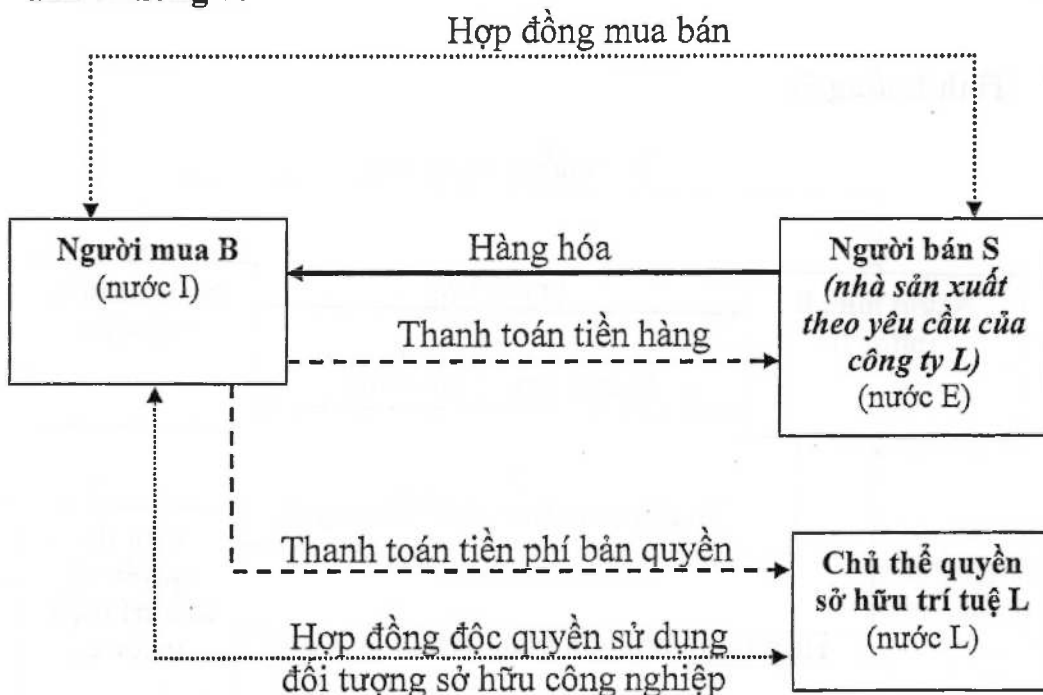 Hợp đồng mua bán
Người mua B
(nước I)
Hàng hóa
Thanh toán tiền hàng
Người bán S
(nhà sản xuất
theo yêu cầu của
công ty L)
(nước E)
Thanh toán tiền phí bản quyền
Hợp đồng độc quyền sử dụng
đối tượng sở hữu công nghiệp
Chủ thể quyền
sở hữu trí tuệ L
(nước L)